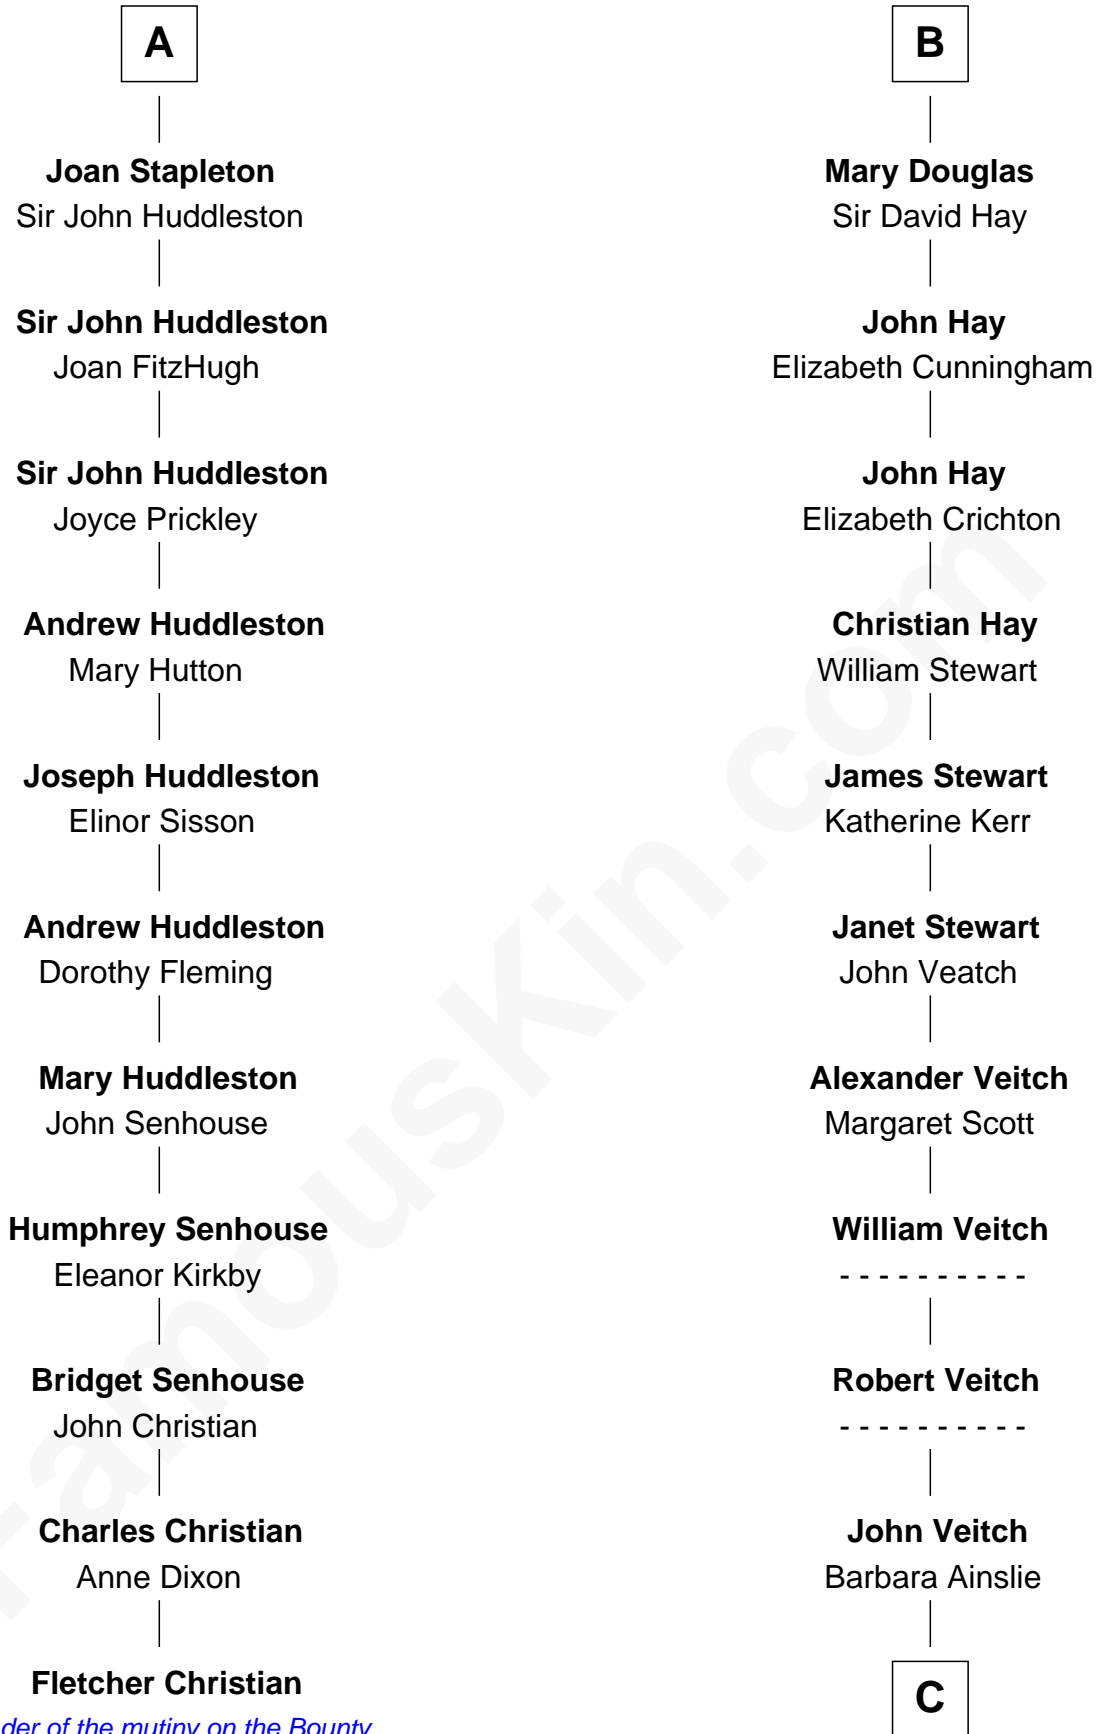 A
Joan Stapleton
Sir John Huddleston
Sir John Huddleston
Joan FitzHugh
Sir John Huddleston
Joyce Prickley
Andrew Huddleston
Mary Hutton
Joseph Huddleston
Elinor Sisson
Andrew Huddleston
Dorothy Fleming
Mary Huddleston
John Senhouse
Humphrey Senhouse
Eleanor Kirkby
Bridget Senhouse
John Christian
Charles Christian
Anne Dixon
Fletcher Christian
der of the mutiny on the Bounty
B
Mary Douglas
Sir David Hay
John Hay
Elizabeth Cunningham
John Hay
Elizabeth Crichton
Christian Hay
William Stewart
James Stewart
Katherine Kerr
Janet Stewart
John Veatch
Alexander Veitch
Margaret Scott
William Veitch
- - - - - - - - - -
Robert Veitch
- - - - - - - - - -
John Veitch
Barbara Ainslie
C
FamousKin.com